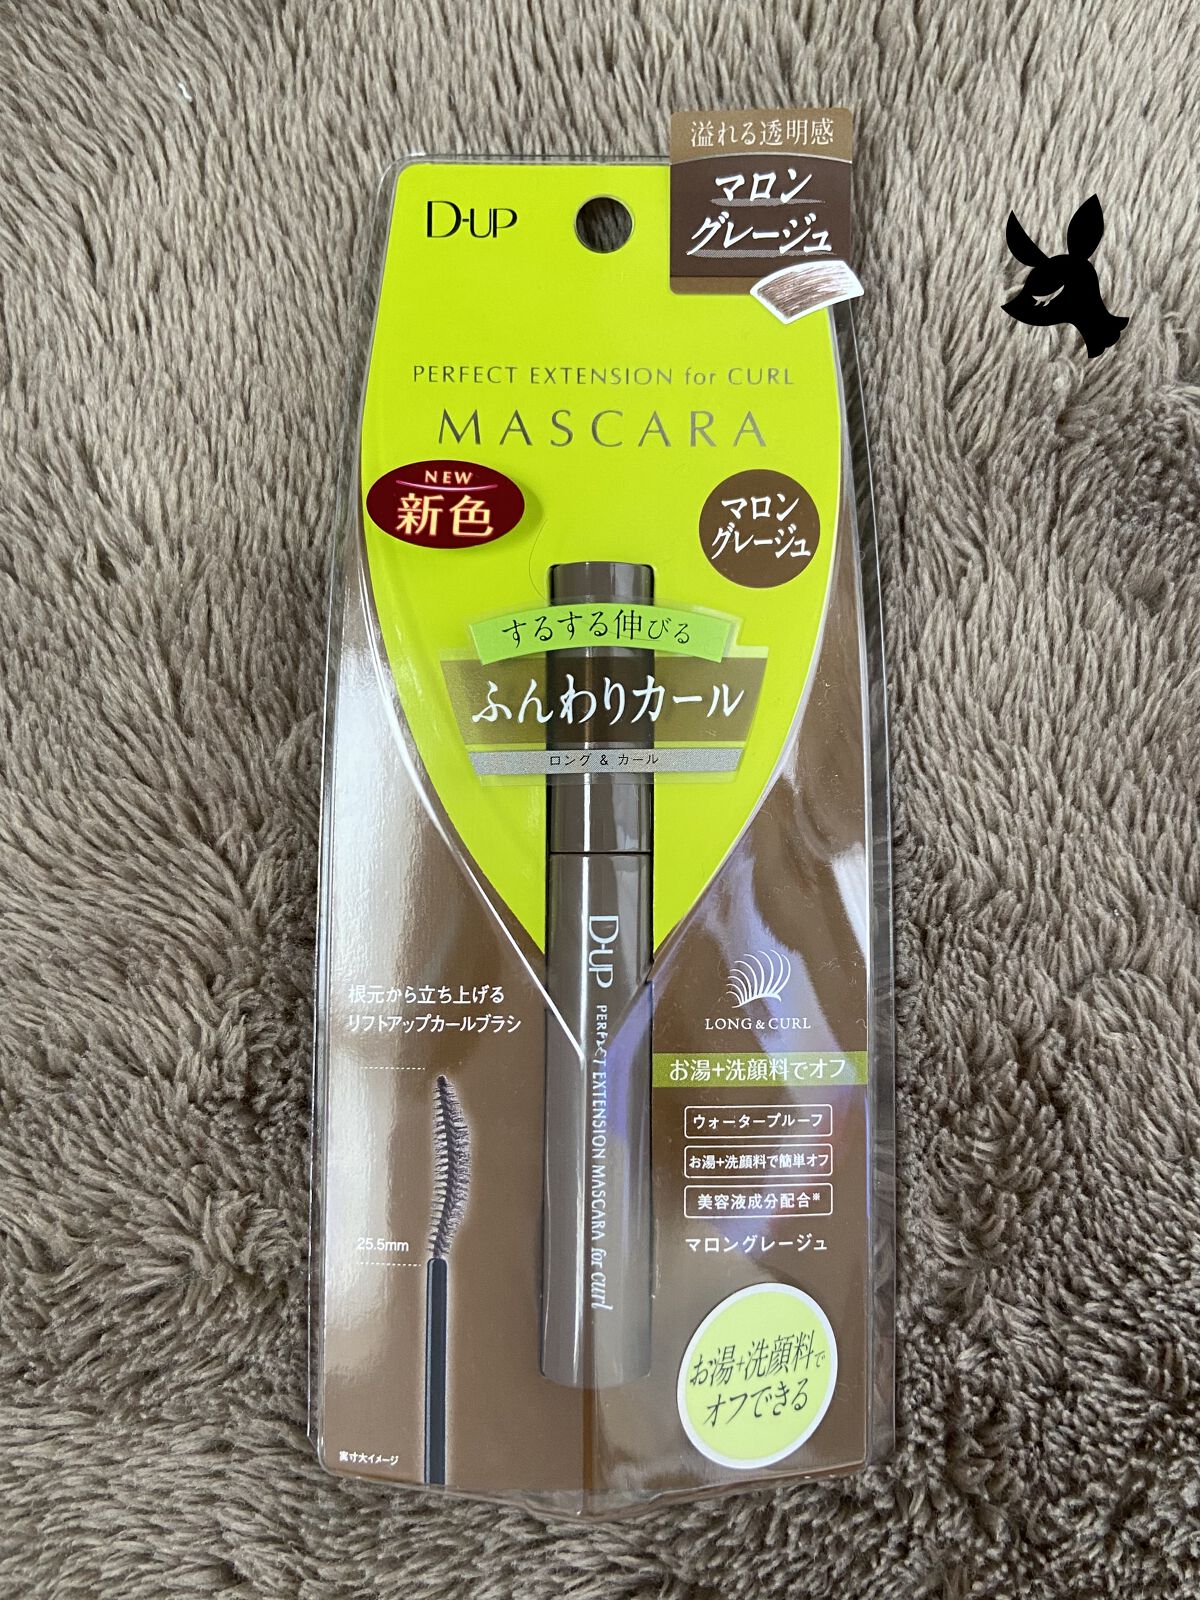 溢れる透明感
マロン
グレージュ
D-UP
PERFECT EXTENSION for CURL
MASCARA
NEW
新色
マロン
グレージュ
するする伸びる
ふんわりカール
ロング & カール
D-UP PERFECT EXTENSION MASCARA for curl
根元から立ち上げる
リフトアップカールブラシ
25.5mm
実寸大イメージ
LONG & CURL
お湯+洗顔料でオフ
ウォータープルーフ
お湯+洗顔料で簡単オフ
美容液成分配合※
マロングレージュ
お湯+洗顔料で
オフできる